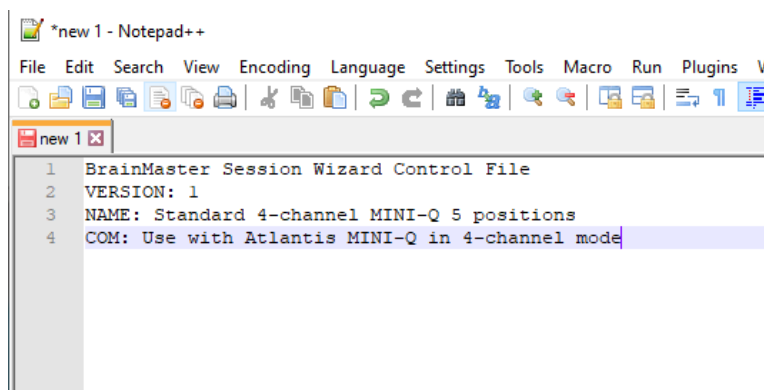 *new 1 - Notepad++
File Edit Search View Encoding Language Settings Tools Macro Run Plugins
new 1
1 BrainMaster Session Wizard Control File
2 VERSION: 1
3 NAME: Standard 4-channel MINI-Q 5 positions
4 COM: Use with Atlantis MINI-Q in 4-channel mode